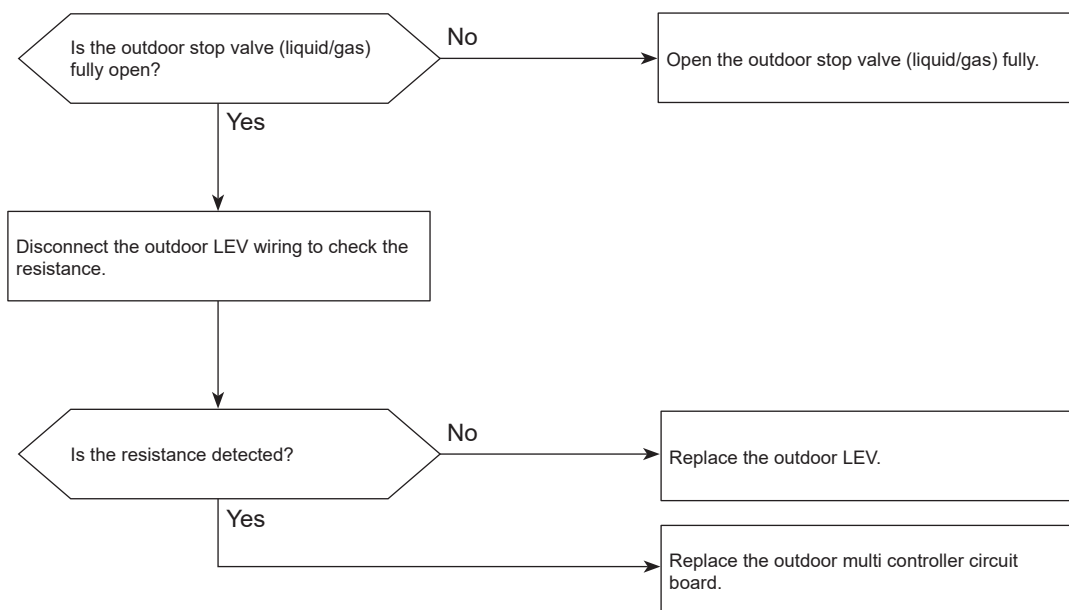 Is the outdoor stop valve (liquid/gas)
fully open?
No
Open the outdoor stop valve (liquid/gas) fully.
Yes
Disconnect the outdoor LEV wiring to check the
resistance.
Is the resistance detected?
No
Replace the outdoor LEV.
Yes
Replace the outdoor multi controller circuit
board.